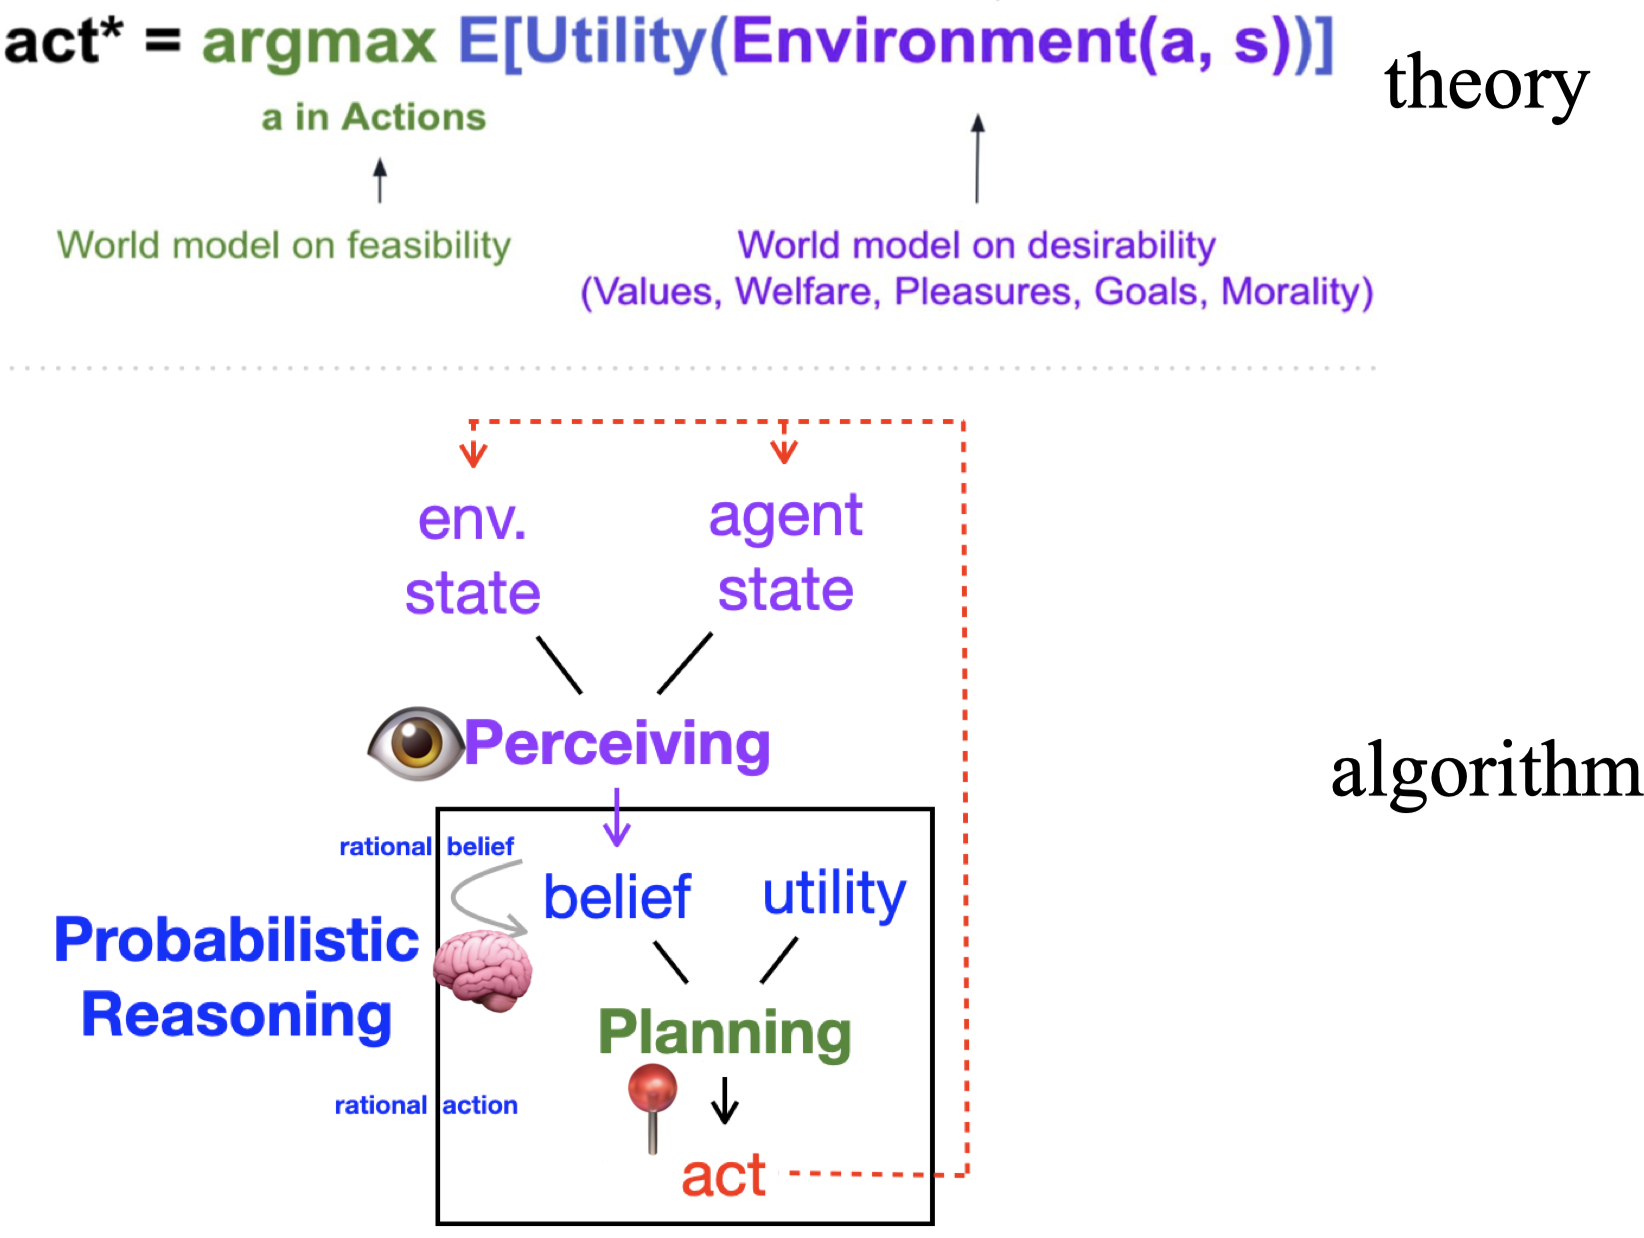 act* = argmax E[Utility(Environment(a, s))]
theory
a in Actions
World model on feasibility
World model on desirability
(Values, Welfare, Pleasures, Goals, Morality)
env.
state
agent
state
Perceiving
algorithm
rational belief
belief
utility
Probabilistic
Reasoning
Planning
rational action
act